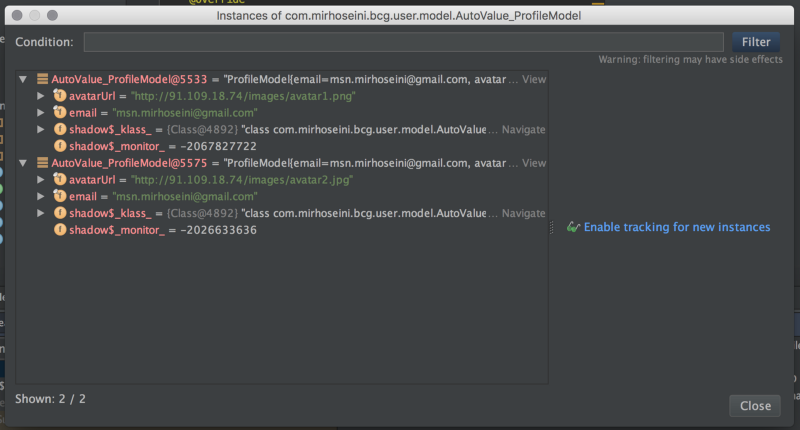 @Override
Instances of com.mirhoseini.bcg.user.model.AutoValue_ProfileModel
Condition:
Filter
Warning: filtering may have side effects
AutoValue_ProfileModel@5533 = "ProfileModel{email=msn.mirhoseini@gmail.com, avatar ... View
avatarUrl = "http://91.109.18.74/images/avatar1.png"
email = "msn.mirhoseini@gmail.com"
shadow$_klass_ = {Class@4892} "class com.mirhoseini.bcg.user.model.AutoValue... Navigate
shadow$_monitor_ = -2067827722
AutoValue_ProfileModel@5575 = "ProfileModel{email=msn.mirhoseini@gmail.com, avatar ... View
avatarUrl = "http://91.109.18.74/images/avatar2.jpg"
email = "msn.mirhoseini@gmail.com"
shadow$_klass_ = {Class@4892} "class com.mirhoseini.bcg.user.model.AutoValue... Navigate
shadow$_monitor_ = -2026633636
Enable tracking for new instances
Shown: 2 / 2
Close